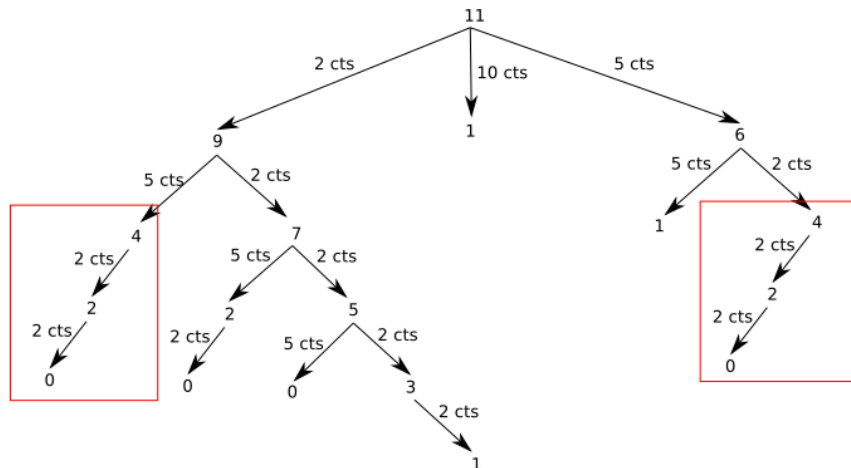 11
2 cts 10 cts 5 cts
9 1 6
5 cts 2 cts 5 cts 2 cts
4 7 1 4
2 cts 5 cts 2 cts 2 cts
2 2 5 2
2 cts 2 cts 5 cts 2 cts 2 cts
0 0 0 3 0
2 cts
1